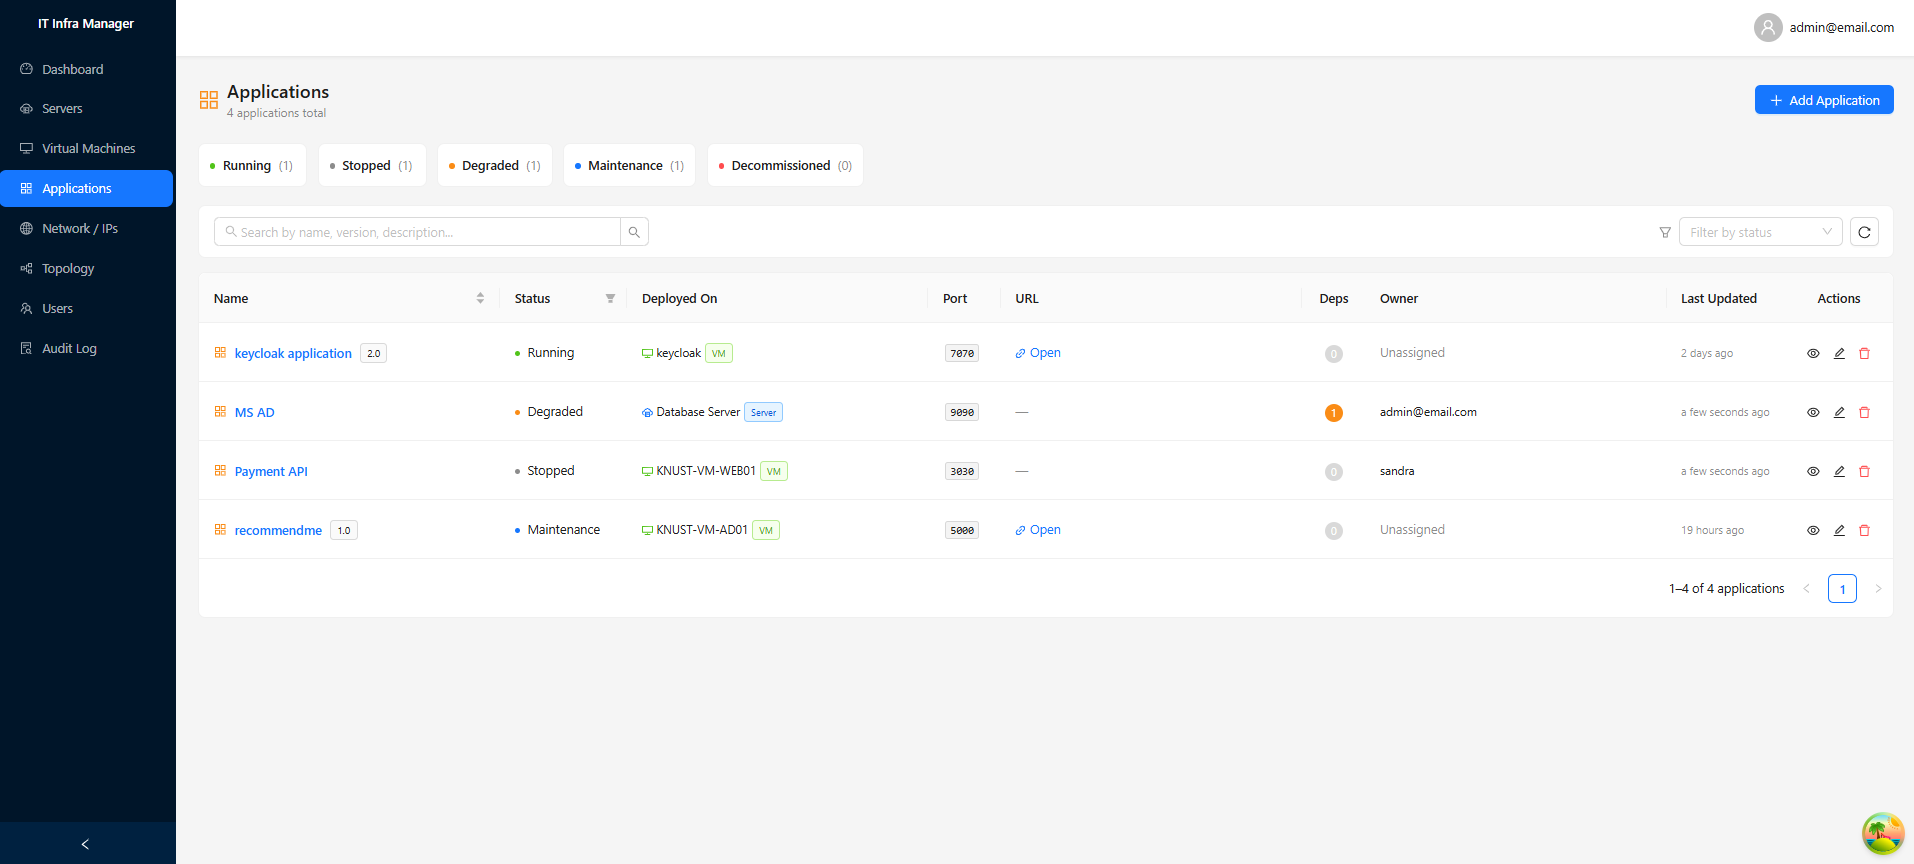 IT Infra Manager
admin@email.com
Dashboard
Servers
Virtual Machines
Applications
Network / IPs
Topology
Users
Audit Log
Applications
4 applications total
Add Application
Running (1)
Stopped (1)
Degraded (1)
Maintenance (1)
Decommissioned (0)
Search by name, version, description...
Filter by status
Name Status Deployed On Port URL Deps Owner Last Updated Actions
keycloak application 2.0 Running keycloak VM 7070 Open 0 Unassigned 2 days ago
MS AD Degraded Database Server Server 9090 — 1 admin@email.com a few seconds ago
Payment API Stopped KNUST-VM-WEB01 VM 3030 — 0 sandra a few seconds ago
recommendme 1.0 Maintenance KNUST-VM-AD01 VM 5000 Open 0 Unassigned 19 hours ago
1–4 of 4 applications < 1 >